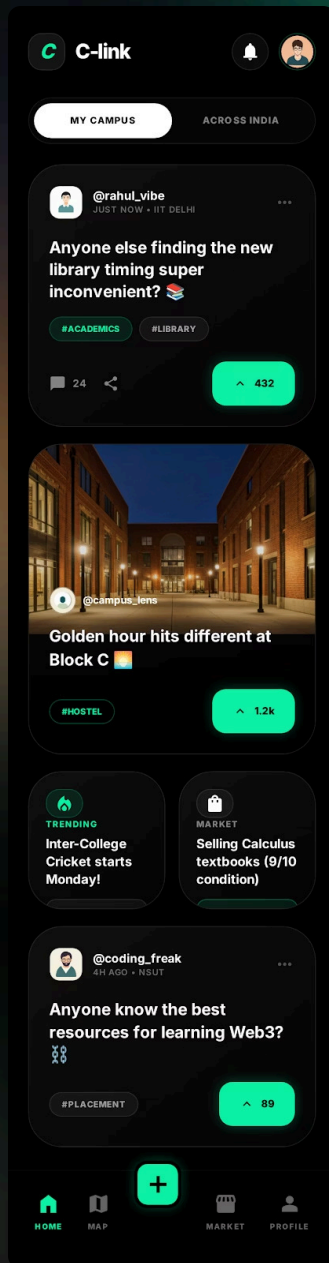 C C-link
MY CAMPUS ACROSS INDIA
@rahul_vibe
JUST NOW • IIT DELHI
Anyone else finding the new
library timing super
inconvenient? 📚
#ACADEMICS #LIBRARY
24 432
@campus_lens
Golden hour hits different at
Block C 🌅
#HOSTEL 1.2k
TRENDING
Inter-College
Cricket starts
Monday!
MARKET
Selling Calculus
textbooks (9/10
condition)
@coding_freak
4H AGO • NSUT
Anyone know the best
resources for learning Web3?
⛓️
#PLACEMENT 89
HOME MAP MARKET PROFILE